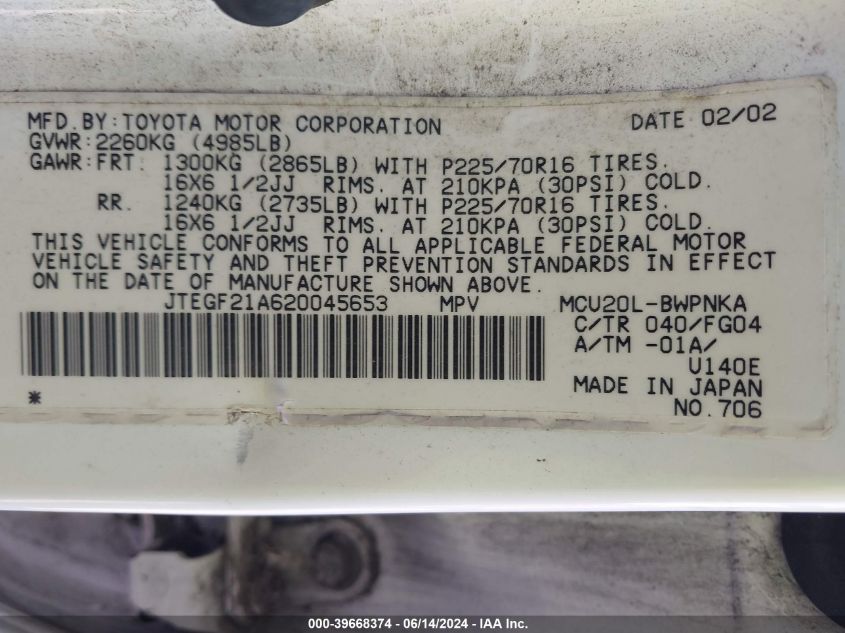 MFD.BY:TOYOTA MOTOR CORPORATION DATE 02/02
GVWR:2260KG (4985LB)
GAWR:FRT. 1300KG (2865LB) WITH P225/70R16 TIRES.
16X6 1/2JJ RIMS. AT 210KPA (30PSI) COLD.
RR. 1240KG (2735LB) WITH P225/70R16 TIRES.
16X6 1/2JJ RIMS. AT 210KPA (30PSI) COLD.
THIS VEHICLE CONFORMS TO ALL APPLICABLE FEDERAL MOTOR
VEHICLE SAFETY AND THEFT PREVENTION STANDARDS IN EFFECT
ON THE DATE OF MANUFACTURE SHOWN ABOVE.
JTEGF21A620045653 MPV MCU20L-BWPNKA
C/TR 040/FG04
A/TM -01A/
U140E
MADE IN JAPAN
* NO.706
000-39668374 - 06/14/2024 - IAA Inc.